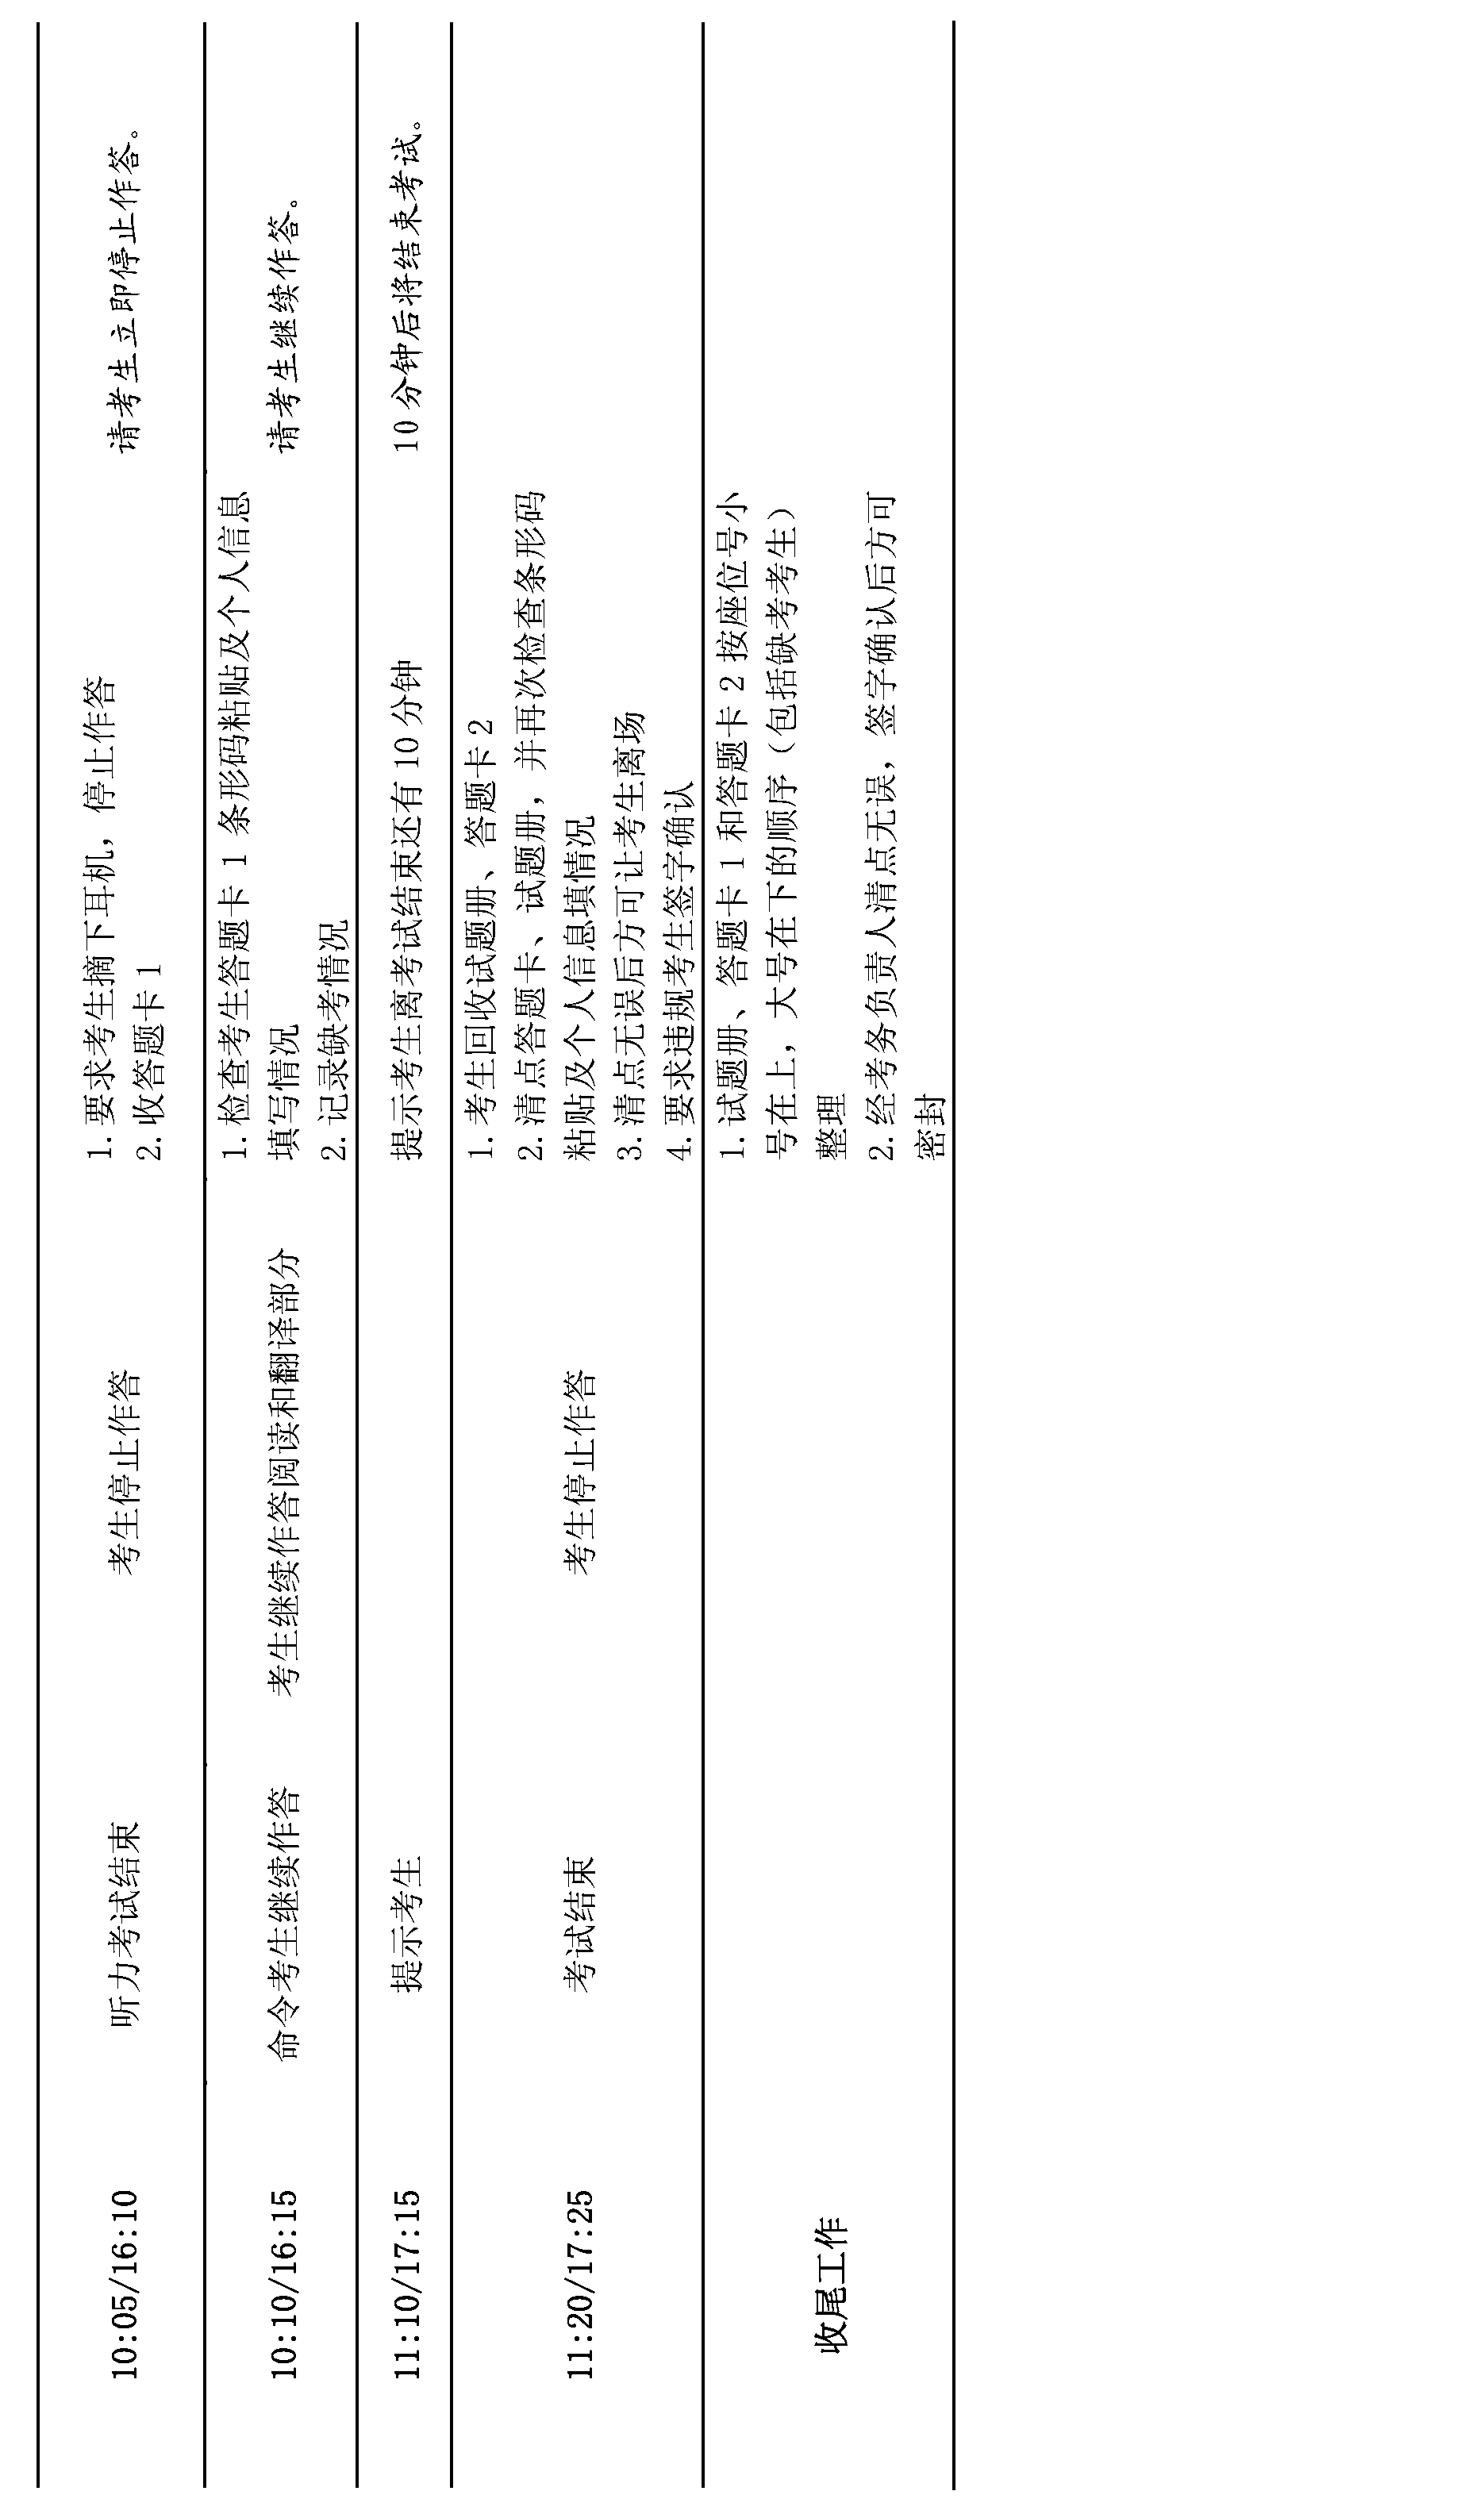 10:05/16:10
听力考试结束
考生停止作答
1.要求考生摘下耳机，停止作答
2.收答题卡 1
请考生立即停止作答。
10:10/16:15
命令考生继续作答
考生继续作答阅读和翻译部分
1.检查考生答题卡 1 条形码粘贴及个人信息
填写情况
2.记录缺考情况
请考生继续作答。
11:10/17:15
提示考生
提示考生离考试结束还有 10 分钟
10 分钟后将结束考试。
11:20/17:25
考试结束
考生停止作答
1.考生回收试题册、答题卡 2
2.清点答题卡、试题册，并再次检查条形码
粘贴及个人信息填情况
3.清点无误后方可让考生离场
4.要求违规考生签字确认
收尾工作
1.试题册、答题卡 1 和答题卡 2 按座位号小
号在上，大号在下的顺序（包括缺考考生）
整理
2.经考务负责人清点无误，签字确认后方可
密封